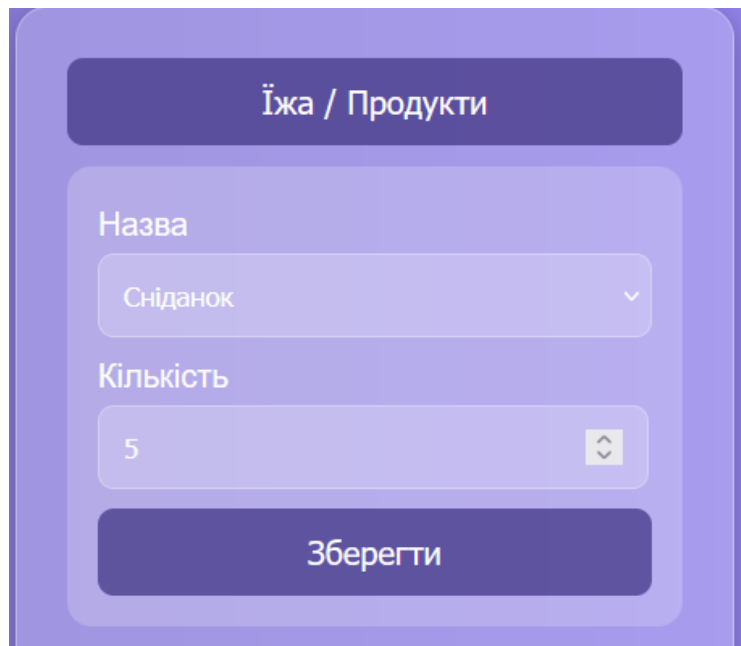 Їжа / Продукти
Назва
Сніданок
Кількість
5
Зберегти